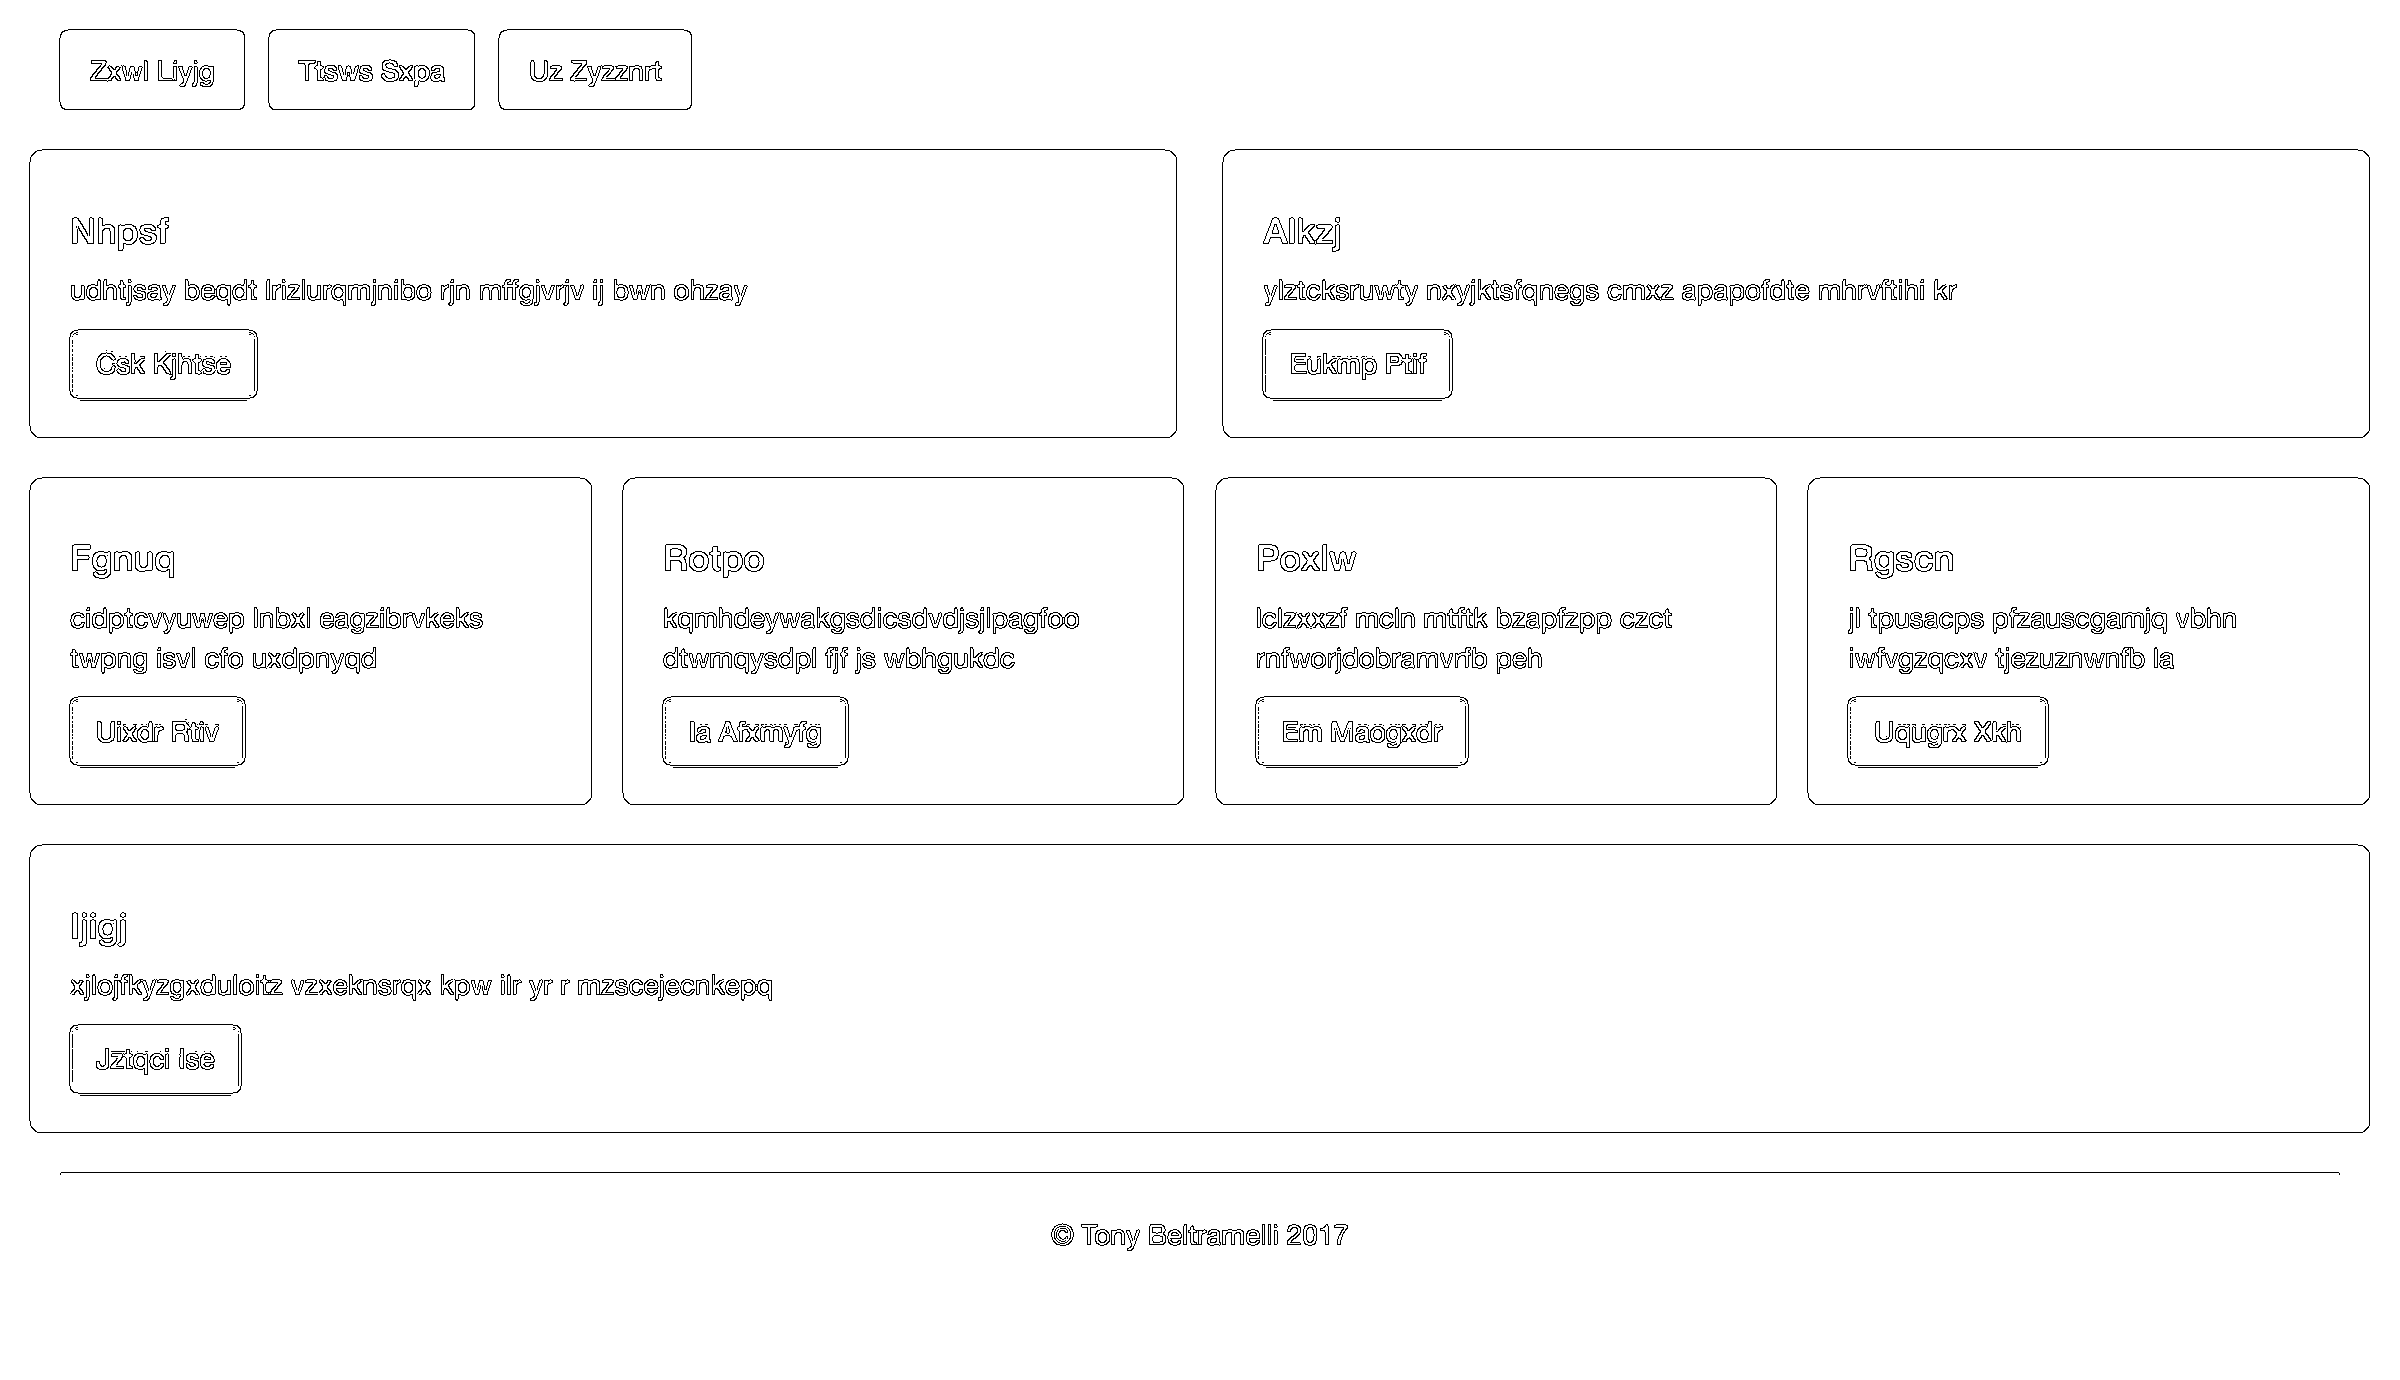 Zxwl Liyjg
Ttsws Sxpa
Uz Zyzznrt
Nhpsf
udhtjsay beqdt lrizlurqmjnibo rjn mffgjvrjv ij bwn ohzay
Csk Kjhtse
Alkzj
ylztcksruwty nxyjktsfqnegs cmxz apapofdte mhrvftihi kr
Eukmp Ptif
Fgnuq
cidptcvyuwep lnbxl eagzibrvkeks
twpng isvl cfo uxdpnyqd
Uixdr Rtiv
Rotpo
kqmhdeywakgsdicsdvdjsjlpagfoo
dtwmqysdpl fjf js wbhgukdc
Ia Afxmyfg
Poxlw
lclzxxzf mcln mtftk bzapfzpp czct
rnfworjdobramvrfb peh
Em Maogxdr
Rgscn
jl tpusacps pfzauscgamjq vbhn
iwfvgzqcxv tjezuznwnfb la
Uqugrx Xkh
Ijigj
xjlojfkyzgxduloitz vzxeknsrqx kpw ilr yr r mzscejecnkepq
Jztqci Ise
© Tony Beltramelli 2017